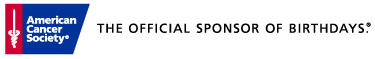 American
Cancer
Society®
THE OFFICIAL SPONSOR OF BIRTHDAYS.®